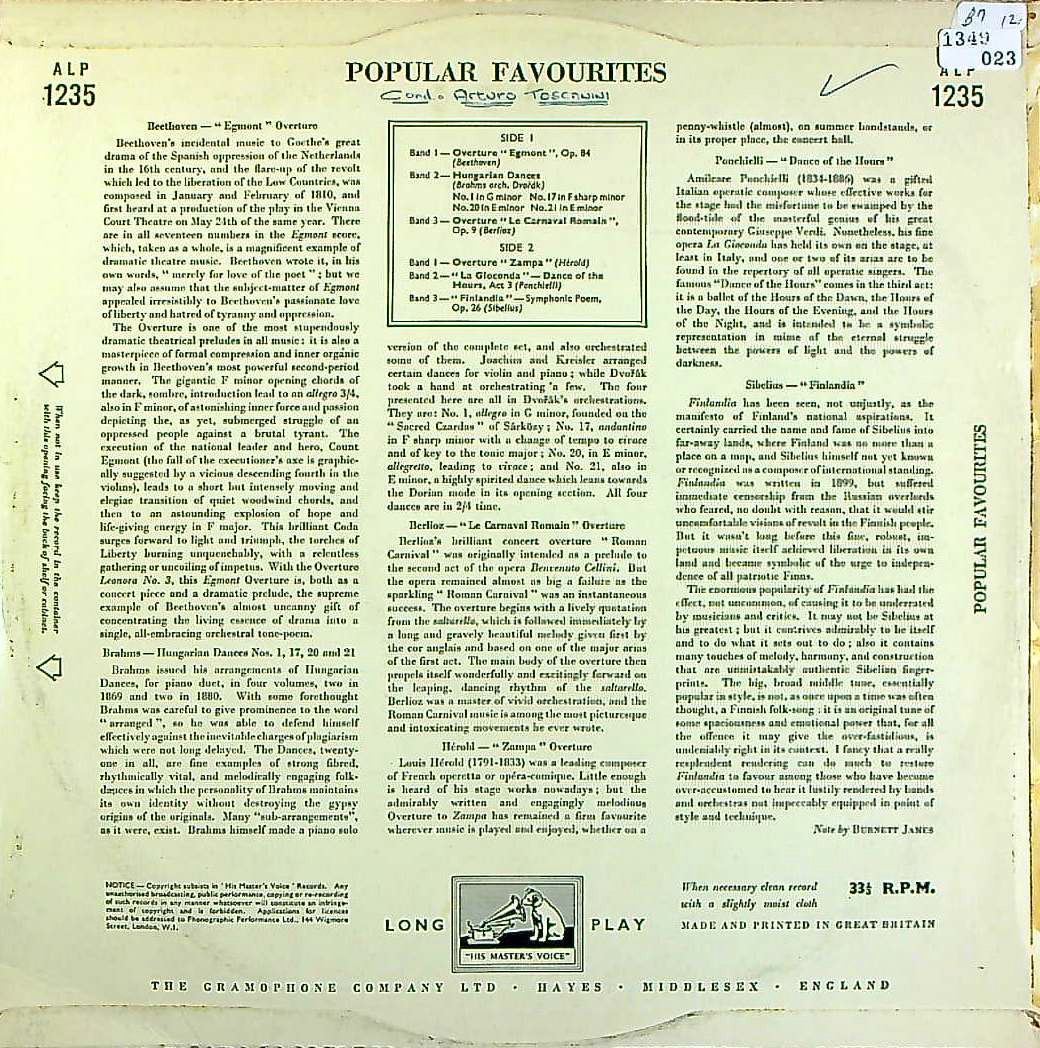 B7 12
1349
023
ALP
1235
POPULAR FAVOURITES
Cond. Arturo Toscanini
ALP
1235
Beethoven — “ Egmont ” Overture
Beethoven's incidental music to Goethe's great
drama of the Spanish oppression of the Netherlands
in the 16th century, and the flare-up of the revolt
which led to the liberation of the Low Countries, was
composed in January and February of 1810, and
first heard at a production of the play in the Vienna
Court Theatre on May 24th of the same year. There
are in all seventeen numbers in the Egmont score,
which, taken as a whole, is a magnificent example of
dramatic theatre music. Beethoven wrote it, in his
own words, “ merely for love of the poet ” ; but we
may also assume that the subject-matter of Egmont
appealed irresistibly to Beethoven's passionate love
of liberty and hatred of tyranny and oppression.
The Overture is one of the most stupendously
dramatic theatrical preludes in all music : it is also a
masterpiece of formal compression and inner organic
growth in Beethoven's most powerful second-period
manner. The gigantic F minor opening chords of
the dark, sombre, introduction lead to an allegro 3/4,
also in F minor, of astonishing inner force and passion
depicting the, as yet, submerged struggle of an
oppressed people against a brutal tyrant. The
execution of the national leader and hero, Count
Egmont (the fall of the executioner's axe is graphic-
ally suggested by a vicious descending fourth in the
violins), leads to a short but intensely moving and
elegiac transition of quiet woodwind chords, and
then to an astounding explosion of hope and
life-giving energy in F major. This brilliant Coda
surges forward to light and triumph, the torches of
Liberty burning unquenchably, with a relentless
gathering or uncoiling of impetus. With the Overture
Leonora No. 3, this Egmont Overture is, both as a
concert piece and a dramatic prelude, the supreme
example of Beethoven's almost uncanny gift of
concentrating the living essence of drama into a
single, all-embracing orchestral tone-poem.
Brahms — Hungarian Dances Nos. 1, 17, 20 and 21
Brahms issued his arrangements of Hungarian
Dances, for piano duet, in four volumes, two in
1869 and two in 1880. With some forethought
Brahms was careful to give prominence to the word
“ arranged ”, so he was able to defend himself
effectively against the inevitable charges of plagiarism
which were not long delayed. The Dances, twenty-
one in all, are fine examples of strong fibred,
rhythmically vital, and melodically engaging folk-
dances in which the personality of Brahms maintains
its own identity without destroying the gypsy
origins of the originals. Many “sub-arrangements”,
as it were, exist. Brahms himself made a piano solo
SIDE 1
Band 1 — Overture “ Egmont ”, Op. 84
(Beethoven)
Band 2 — Hungarian Dances
(Brahms orch. Dvořák)
No. 1 in G minor No. 17 in F sharp minor
No. 20 in E minor No. 21 in E minor
Band 3 — Overture “ Le Carnaval Romain ”,
Op. 9 (Berlioz)
SIDE 2
Band 1 — Overture “ Zampa ” (Hérold)
Band 2 — “ La Gioconda ” — Dance of the
Hours, Act 3 (Ponchielli)
Band 3 — “ Finlandia ” — Symphonic Poem,
Op. 26 (Sibelius)
version of the complete set, and also orchestrated
some of them. Joachim and Kreisler arranged
certain dances for violin and piano ; while Dvořák
took a hand at orchestrating a few. The four
presented here are all in Dvořák's orchestrations.
They are : No. 1, allegro in G minor, founded on the
“ Sacred Czardas ” of Sárközy ; No. 17, andantino
in F sharp minor with a change of tempo to vivace
and of key to the tonic major ; No. 20, in E minor,
allegretto, leading to vivace ; and No. 21, also in
E minor, a highly spirited dance which leans towards
the Dorian mode in its opening section. All four
dances are in 2/4 time.
Berlioz — “ Le Carnaval Romain ” Overture
Berlioz's brilliant concert overture “ Roman
Carnival ” was originally intended as a prelude to
the second act of the opera Benvenuto Cellini. But
the opera remained almost as big a failure as the
sparkling “ Roman Carnival ” was an instantaneous
success. The overture begins with a lively quotation
from the saltarello, which is followed immediately by
a long and gravely beautiful melody given first by
the cor anglais and based on one of the major arias
of the first act. The main body of the overture then
propels itself wonderfully and excitingly forward on
the leaping, dancing rhythm of the saltarello.
Berlioz was a master of vivid orchestration, and the
Roman Carnival music is among the most picturesque
and intoxicating movements he ever wrote.
Hérold — “ Zampa ” Overture
Louis Hérold (1791-1833) was a leading composer
of French operetta or opéra-comique. Little enough
is heard of his stage works nowadays ; but the
admirably written and engagingly melodious
Overture to Zampa has remained a firm favourite
wherever music is played and enjoyed, whether on a
penny-whistle (almost), on summer bandstands, or
in its proper place, the concert hall.
Ponchielli — “ Dance of the Hours ”
Amilcare Ponchielli (1834-1886) was a gifted
Italian operatic composer whose effective works for
the stage had the misfortune to be swamped by the
flood-tide of the masterful genius of his great
contemporary Giuseppe Verdi. Nonetheless, his fine
opera La Gioconda has held its own on the stage, at
least in Italy, and one or two of its arias are to be
found in the repertory of all operatic singers. The
famous “Dance of the Hours” comes in the third act:
it is a ballet of the Hours of the Dawn, the Hours of
the Day, the Hours of the Evening, and the Hours
of the Night, and is intended to be a symbolic
representation in mime of the eternal struggle
between the powers of light and the powers of
darkness.
Sibelius — “ Finlandia ”
Finlandia has been seen, not unjustly, as the
manifesto of Finland's national aspirations. It
certainly carried the name and fame of Sibelius into
far-away lands, where Finland was no more than a
place on a map, and Sibelius himself not yet known
or recognized as a composer of international standing.
Finlandia was written in 1899, but suffered
immediate censorship from the Russian overlords
who feared, no doubt with reason, that it would stir
uncomfortable visions of revolt in the Finnish people.
But it wasn't long before this fine, robust, im-
petuous music itself achieved liberation in its own
land and became symbolic of the urge to indepen-
dence of all patriotic Finns.
The enormous popularity of Finlandia has had the
effect, not uncommon, of causing it to be underrated
by musicians and critics. It may not be Sibelius at
his greatest ; but it contrives admirably to be itself
and to do what it sets out to do ; also it contains
many touches of melody, harmony, and construction
that are unmistakably authentic Sibelian finger-
prints. The big, broad middle tune, essentially
popular in style, is not, as once upon a time was often
thought, a Finnish folk-song : it is an original tune of
some spaciousness and emotional power that, for all
the offence it may give the over-fastidious, is
undeniably right in its context. I fancy that a really
resplendent rendering can do much to restore
Finlandia to favour among those who have become
over-accustomed to hear it lustily rendered by bands
and orchestras not impeccably equipped in point of
style and technique.
Note by BURNETT JAMES
When not in use keep the record in the container
with this opening facing the back of shelf or cabinet.
POPULAR FAVOURITES
NOTICE — Copyright subsists in ‘ His Master's Voice ’ Records. Any
unauthorised broadcasting, public performance, copying or re-recording
of such records in any manner whatsoever will constitute an infringe-
ment of copyright and is forbidden. Applications for licences
should be addressed to Phonographic Performance Ltd., 144 Wigmore
Street, London, W.1.
LONG PLAY
“HIS MASTER'S VOICE”
When necessary clean record
with a slightly moist cloth
33⅓ R.P.M.
MADE AND PRINTED IN GREAT BRITAIN
THE GRAMOPHONE COMPANY LTD · HAYES · MIDDLESEX · ENGLAND